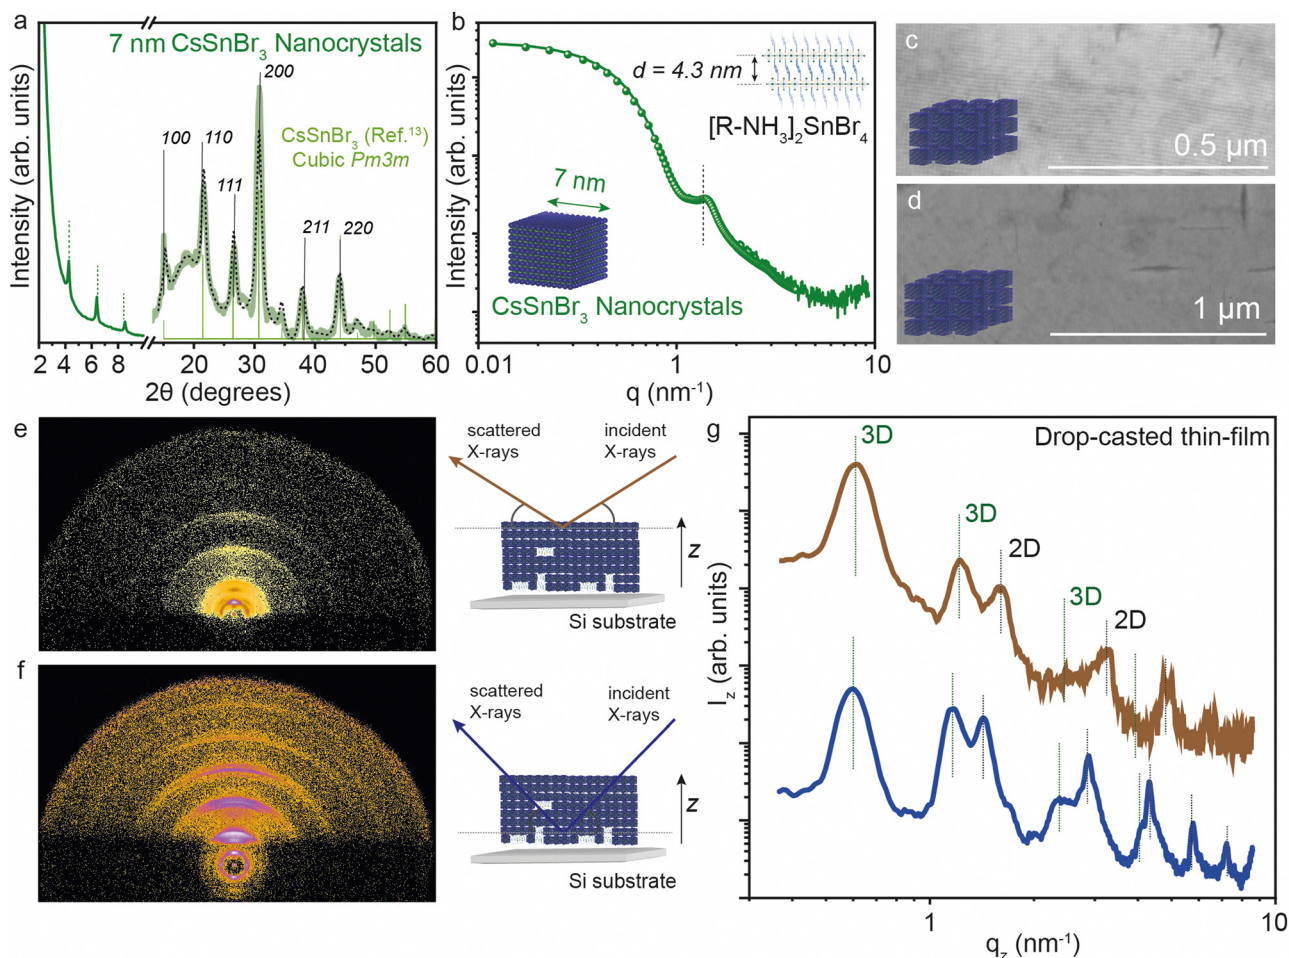 a
7 nm CsSnBr3 Nanocrystals
200
100
110
111
CsSnBr3 (Ref.13)
Cubic Pm3m
211
220
Intensity (arb. units)
2 4 6 8
20 30 40 50 60
2θ (degrees)
b
d = 4.3 nm
[R-NH3]2SnBr4
7 nm
CsSnBr3 Nanocrystals
Intensity (arb. units)
0.01 1 10
q (nm-1)
c
0.5 µm
d
1 µm
e
scattered
X-rays
incident
X-rays
z
Si substrate
f
scattered
X-rays
incident
X-rays
z
Si substrate
g
Drop-casted thin-film
3D
3D
2D
3D
2D
Iz (arb. units)
1 10
qz (nm-1)